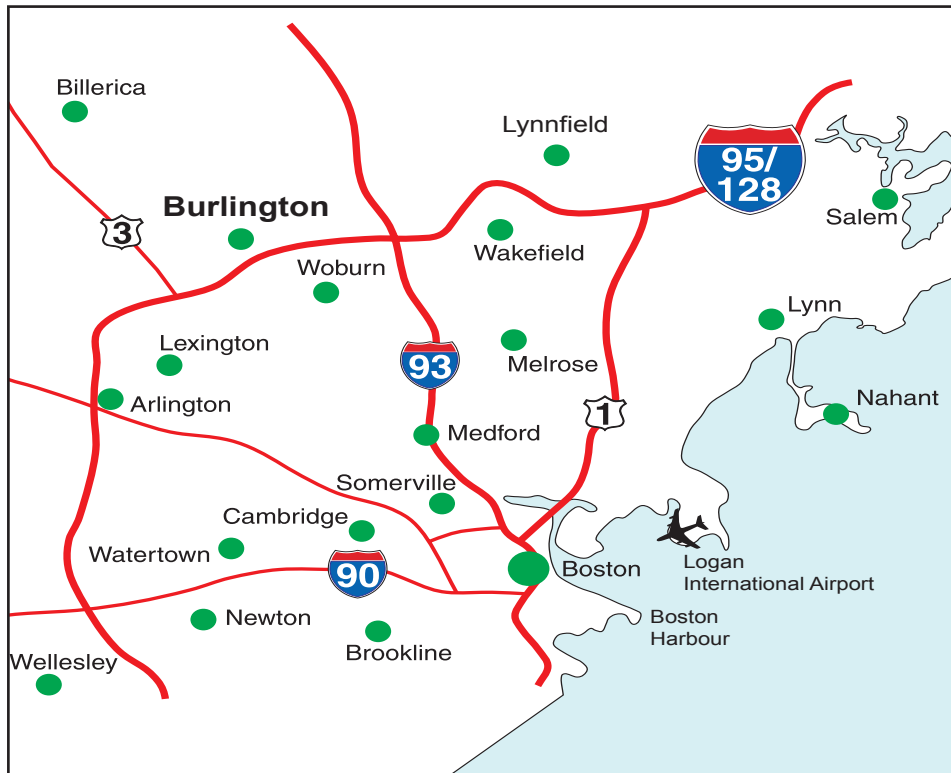 Billerica
Lynnfield
95/
128
Burlington
Salem
3
Wakefield
Woburn
Lynn
Lexington
93
Melrose
Arlington
1
Nahant
Medford
Somerville
Cambridge
Watertown
90
Boston
Logan
International Airport
Newton
Boston
Harbour
Brookline
Wellesley